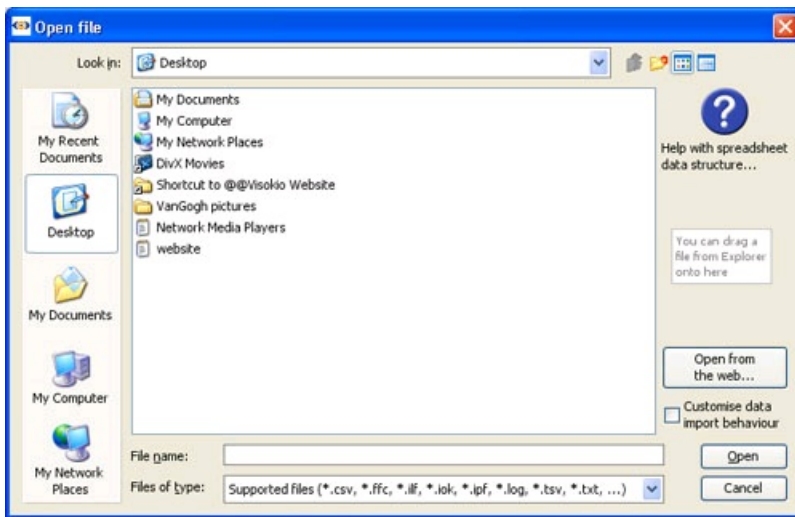 Open file
Look in:
Desktop
My Recent
Documents
Desktop
My Documents
My Computer
My Network
Places
My Documents
My Computer
My Network Places
DivX Movies
Shortcut to @@Visokio Website
VanGogh pictures
Network Media Players
website
Help with spreadsheet
data structure...
You can drag a
file from Explorer
onto here
Open from
the web...
Customise data
import behaviour
File name:
Open
Files of type:
Supported files (*.csv, *.ffc, *.ilf, *.iok, *.ipf, *.log, *.tsv, *.txt, ...)
Cancel